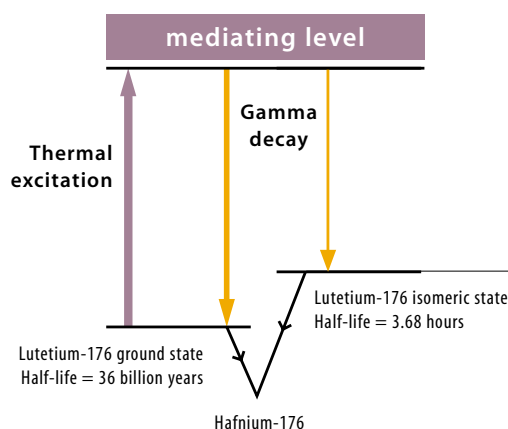 mediating level
Gamma
decay
Thermal
excitation
Lutetium-176 isomeric state
Half-life = 3.68 hours
Lutetium-176 ground state
Half-life = 36 billion years
Hafnium-176